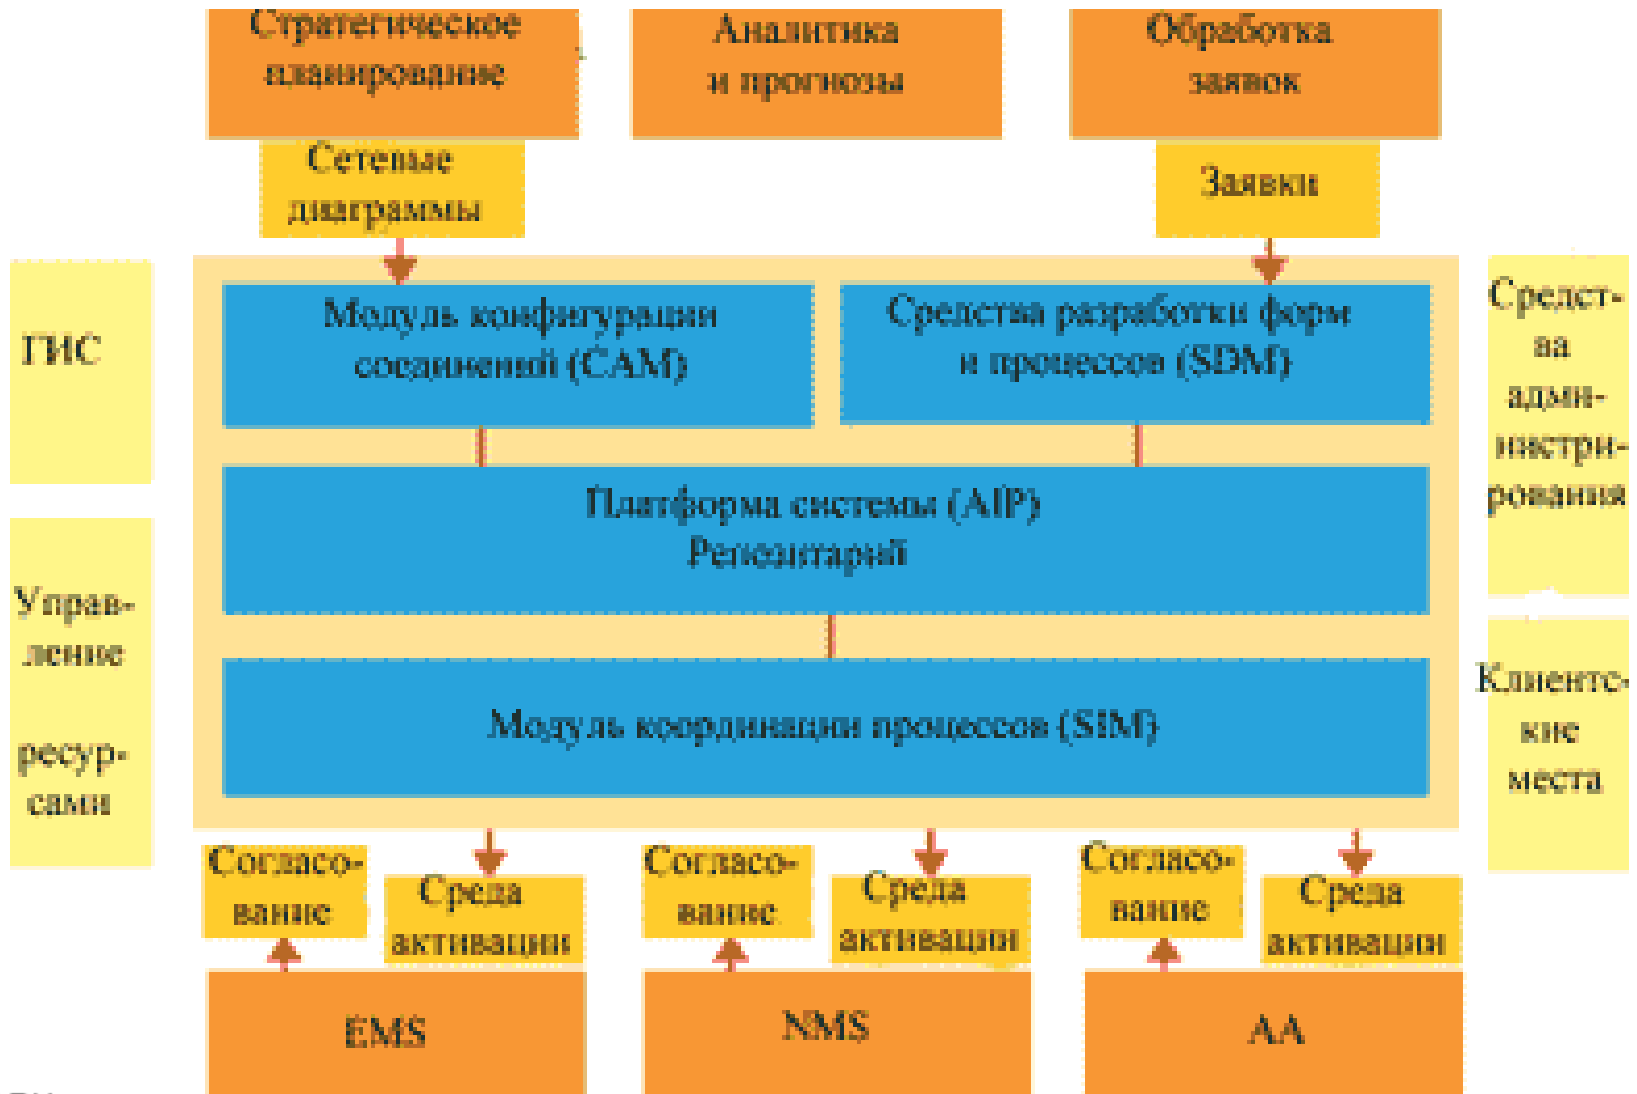 Стратегическое
планирование
Аналитика
и прогнозы
Обработка
заявок
Сетевые
диаграммы
Заявки
ГИС
Модуль конфигурации
соединений (CAM)
Средства разработки форм
и процессов (SDM)
Средст-
ва
адми-
нистри-
рования
Платформа системы (AIP)
Репозитарий
Управ-
ление
ресур-
сами
Модуль координации процессов (SIM)
Клиентс-
кие
места
Согласо-
вание
Среда
активации
Согласо-
вание
Среда
активации
Согласо-
вание
Среда
активации
EMS
NMS
AA